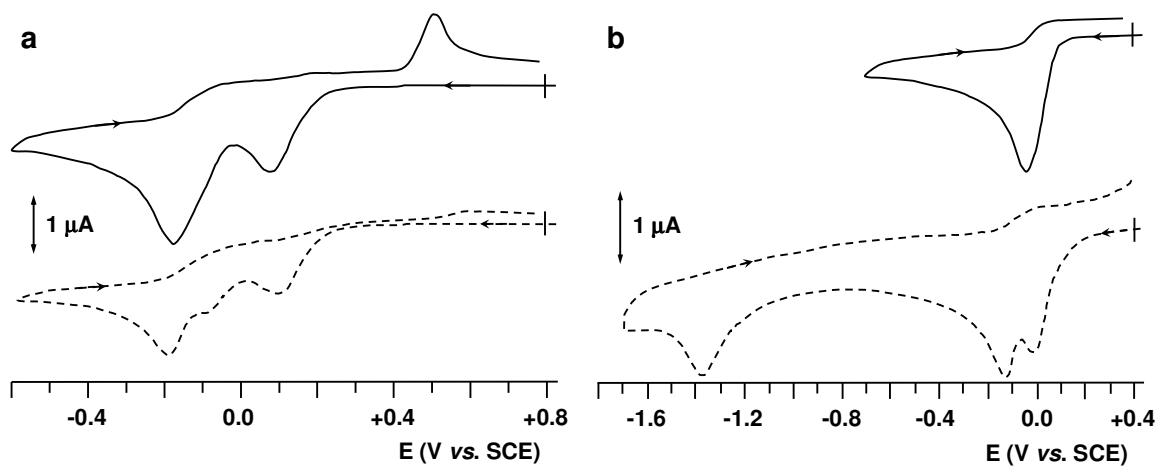 a
b
1 μA
1 μA
-0.4 0.0 +0.4 +0.8
-1.6 -1.2 -0.8 -0.4 0.0 +0.4
E (V vs. SCE)
E (V vs. SCE)